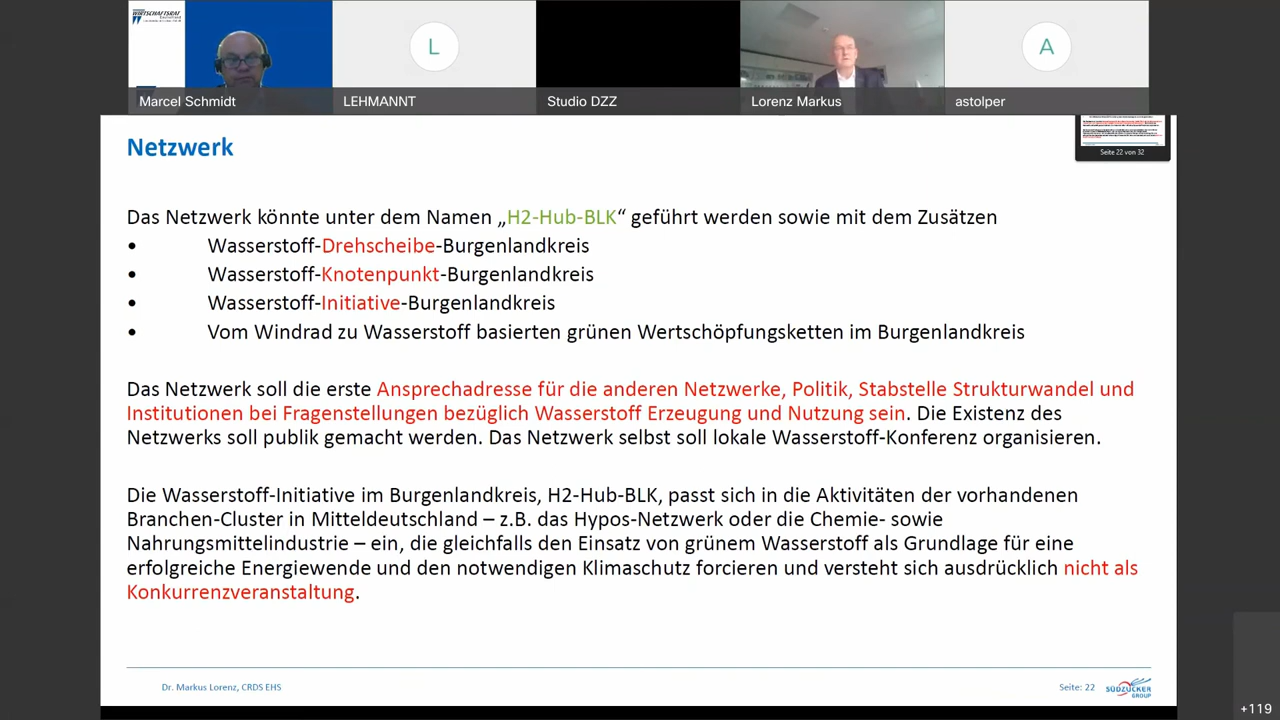 WIRTSCHAFTSRAT
Deutschland
Marcel Schmidt
L
LEHMANNT
Studio DZZ
Lorenz Markus
A
astolper
Netzwerk
Seite 22 von 32
Das Netzwerk könnte unter dem Namen „H2-Hub-BLK“ geführt werden sowie mit dem Zusätzen
• Wasserstoff-Drehscheibe-Burgenlandkreis
• Wasserstoff-Knotenpunkt-Burgenlandkreis
• Wasserstoff-Initiative-Burgenlandkreis
• Vom Windrad zu Wasserstoff basierten grünen Wertschöpfungsketten im Burgenlandkreis
Das Netzwerk soll die erste Ansprechadresse für die anderen Netzwerke, Politik, Stabstelle Strukturwandel und
Institutionen bei Fragenstellungen bezüglich Wasserstoff Erzeugung und Nutzung sein. Die Existenz des
Netzwerks soll publik gemacht werden. Das Netzwerk selbst soll lokale Wasserstoff-Konferenz organisieren.
Die Wasserstoff-Initiative im Burgenlandkreis, H2-Hub-BLK, passt sich in die Aktivitäten der vorhandenen
Branchen-Cluster in Mitteldeutschland – z.B. das Hypos-Netzwerk oder die Chemie- sowie
Nahrungsmittelindustrie – ein, die gleichfalls den Einsatz von grünem Wasserstoff als Grundlage für eine
erfolgreiche Energiewende und den notwendigen Klimaschutz forcieren und versteht sich ausdrücklich nicht als
Konkurrenzveranstaltung.
Dr. Markus Lorenz, CRDS EHS
Seite: 22
SÜDZUCKER
GROUP
+119